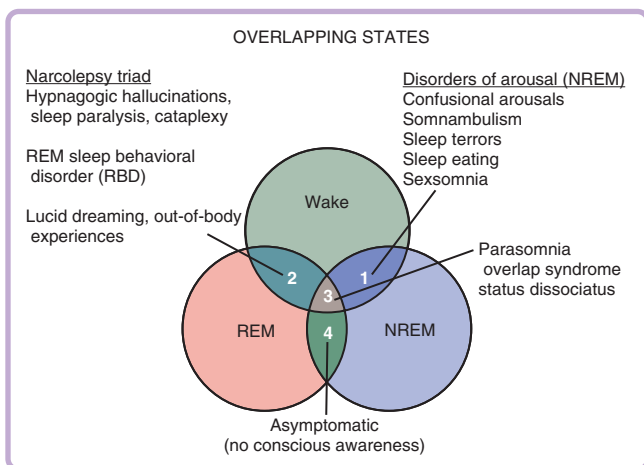 OVERLAPPING STATES
Narcolepsy triad
Hypnagogic hallucinations,
sleep paralysis, cataplexy
REM sleep behavioral
disorder (RBD)
Lucid dreaming, out-of-body
experiences
Disorders of arousal (NREM)
Confusional arousals
Somnambulism
Sleep terrors
Sleep eating
Sexsomnia
Parasomnia
overlap syndrome
status dissociatus
Wake
2
1
3
REM
4
NREM
Asymptomatic
(no conscious awareness)